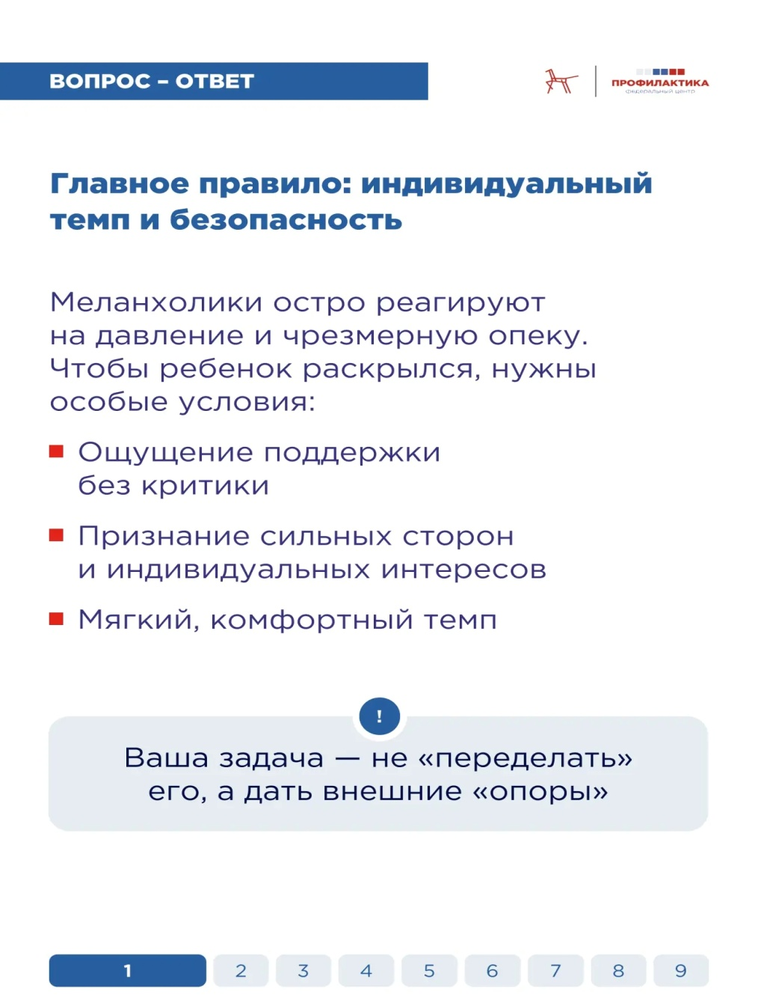 ВОПРОС – ОТВЕТ
ПРОФИЛАКТИКА
федеральный центр
Главное правило: индивидуальный
темп и безопасность
Меланхолики остро реагируют
на давление и чрезмерную опеку.
Чтобы ребенок раскрылся, нужны
особые условия:
Ощущение поддержки
без критики
Признание сильных сторон
и индивидуальных интересов
Мягкий, комфортный темп
!
Ваша задача — не «переделать»
его, а дать внешние «опоры»
1 2 3 4 5 6 7 8 9